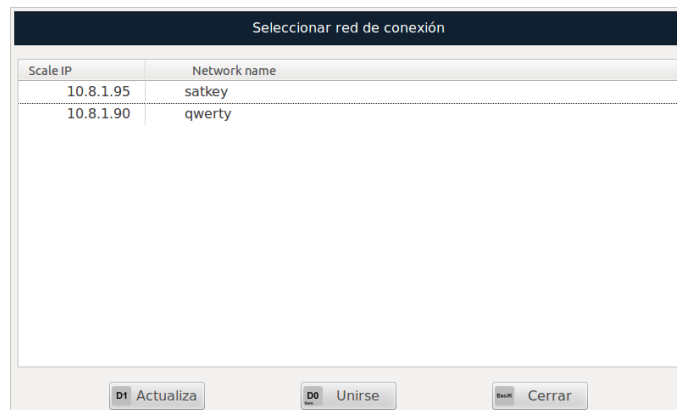 Seleccionar red de conexión
Scale IP Network name
10.8.1.95 satkey
10.8.1.90 qwerty
D1 Actualiza D0 Unirse Esc/K Cerrar